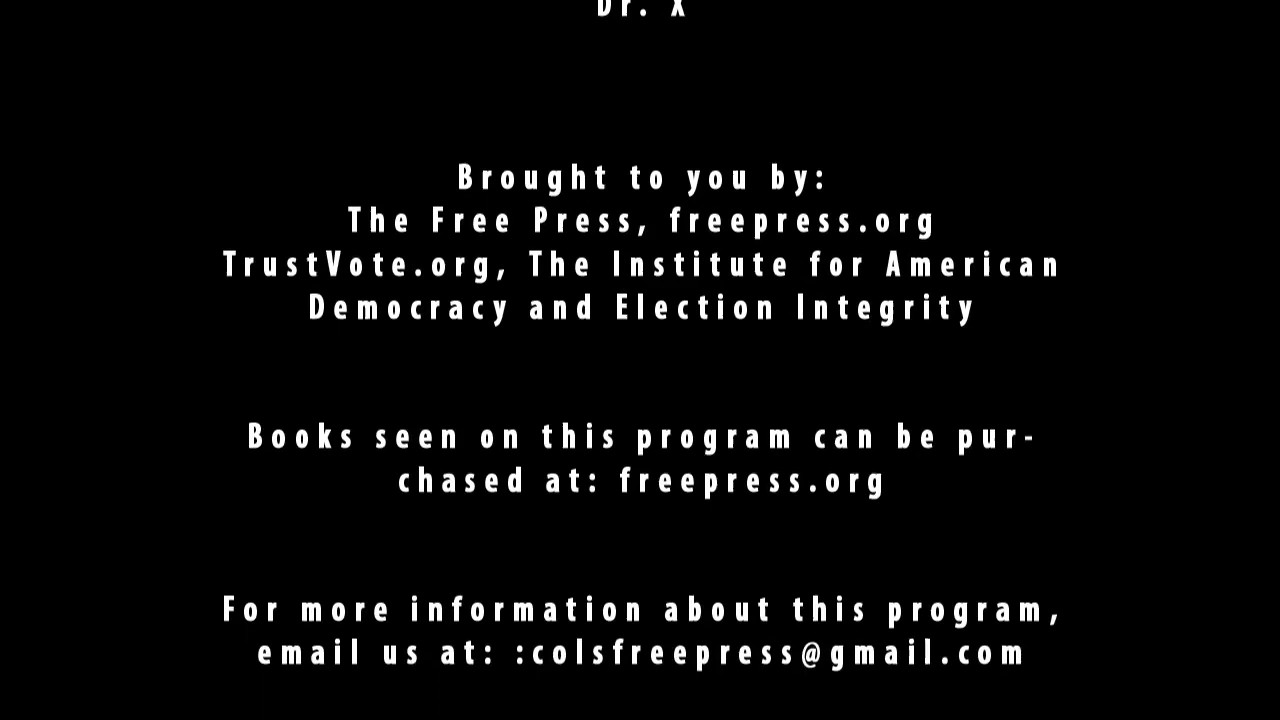 Dr. X
Brought to you by:
The Free Press, freepress.org
TrustVote.org, The Institute for American
Democracy and Election Integrity
Books seen on this program can be pur-
chased at: freepress.org
For more information about this program,
email us at: :colsfreepress@gmail.com